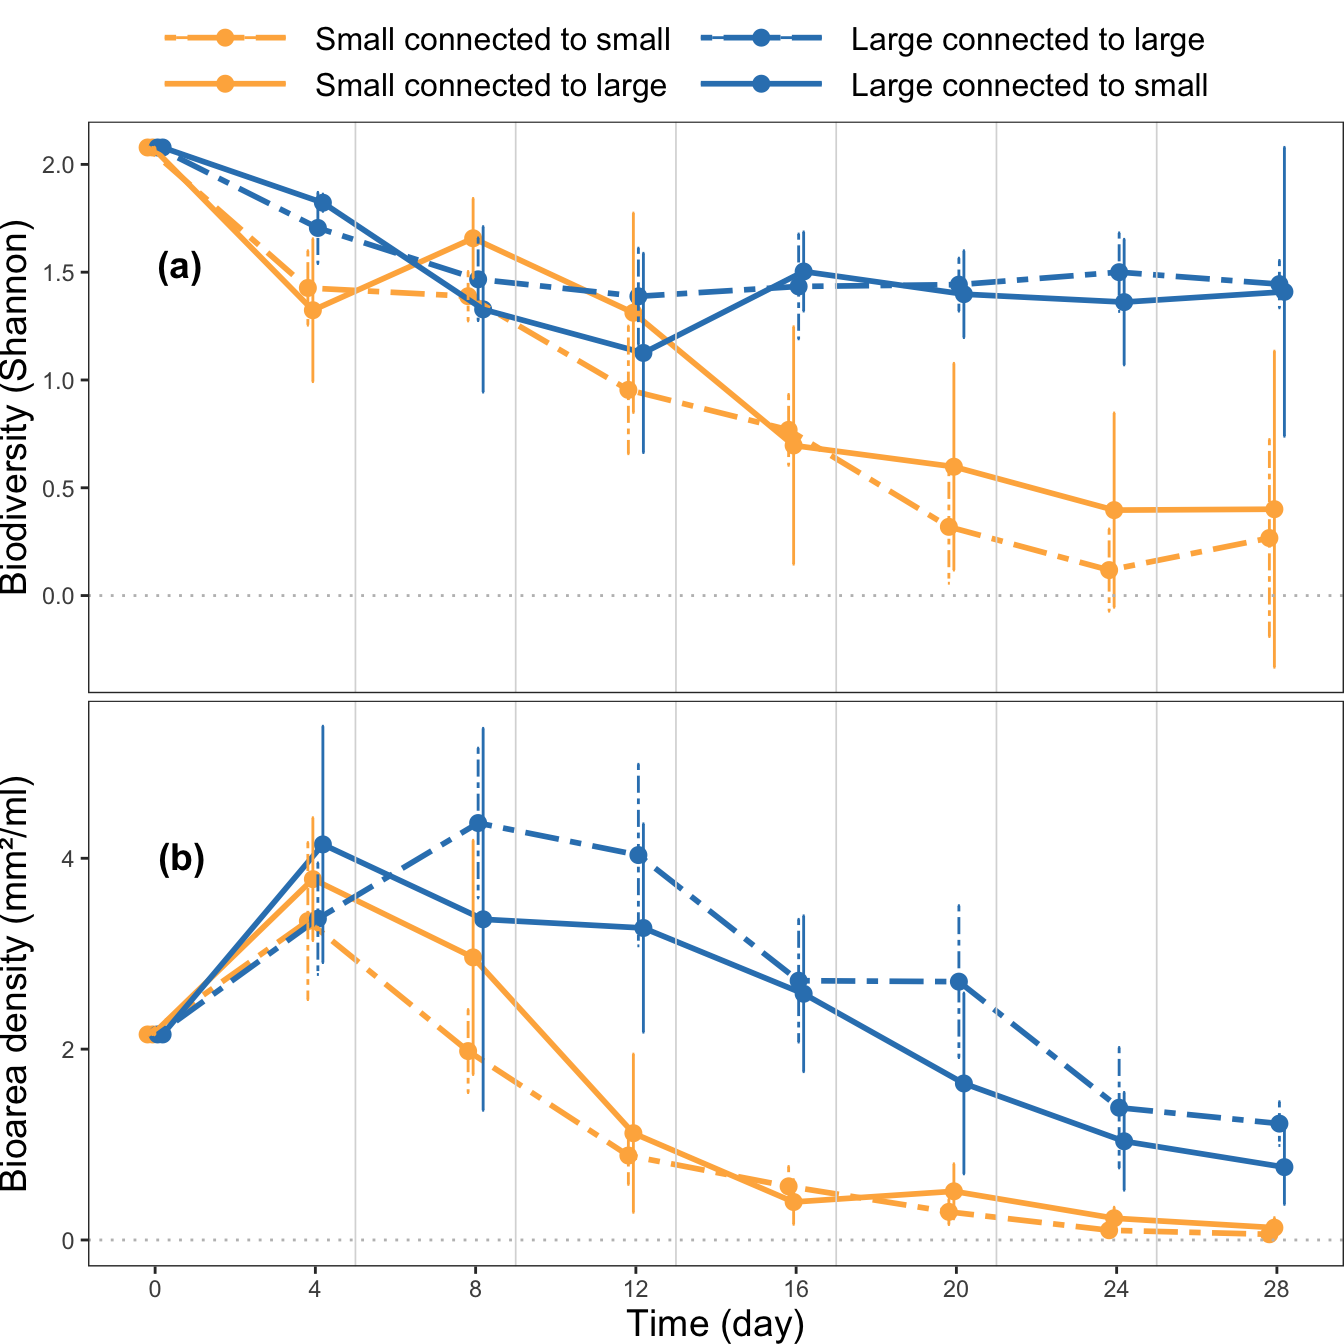 Small connected to small
Large connected to large
Small connected to large
Large connected to small
Biodiversity (Shannon)
2.0
1.5
1.0
0.5
0.0
(a)
Bioarea density (mm²/ml)
4
2
0
(b)
0 4 8 12 16 20 24 28
Time (day)